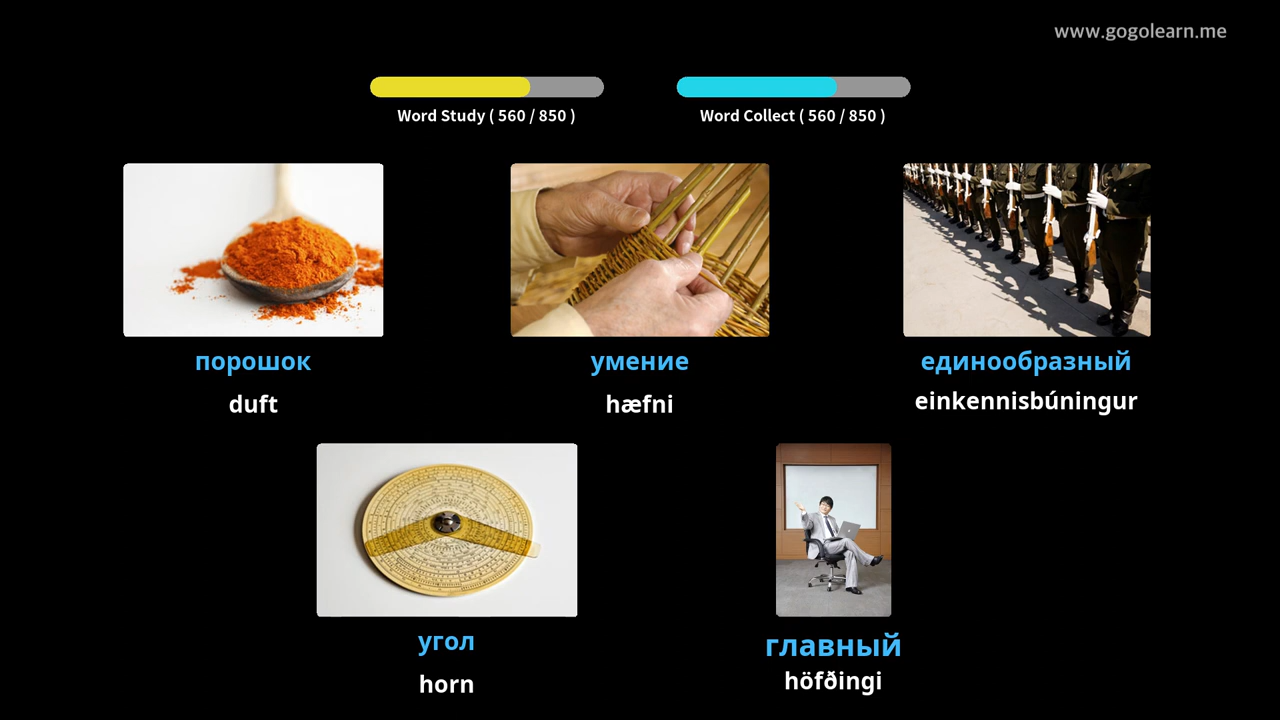 www.gogolearn.me
Word Study ( 560 / 850 )
Word Collect ( 560 / 850 )
порошок
duft
умение
hæfni
единообразный
einkennisbúningur
угол
horn
главный
höfðingi